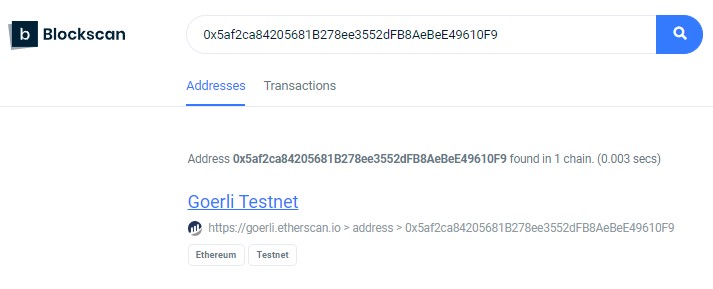 b Blockscan
0x5af2ca84205681B278ee3552dFB8AeBeE49610F9
Addresses Transactions
Address 0x5af2ca84205681B278ee3552dFB8AeBeE49610F9 found in 1 chain. (0.003 secs)
Goerli Testnet
https://goerli.etherscan.io > address > 0x5af2ca84205681B278ee3552dFB8AeBeE49610F9
Ethereum Testnet